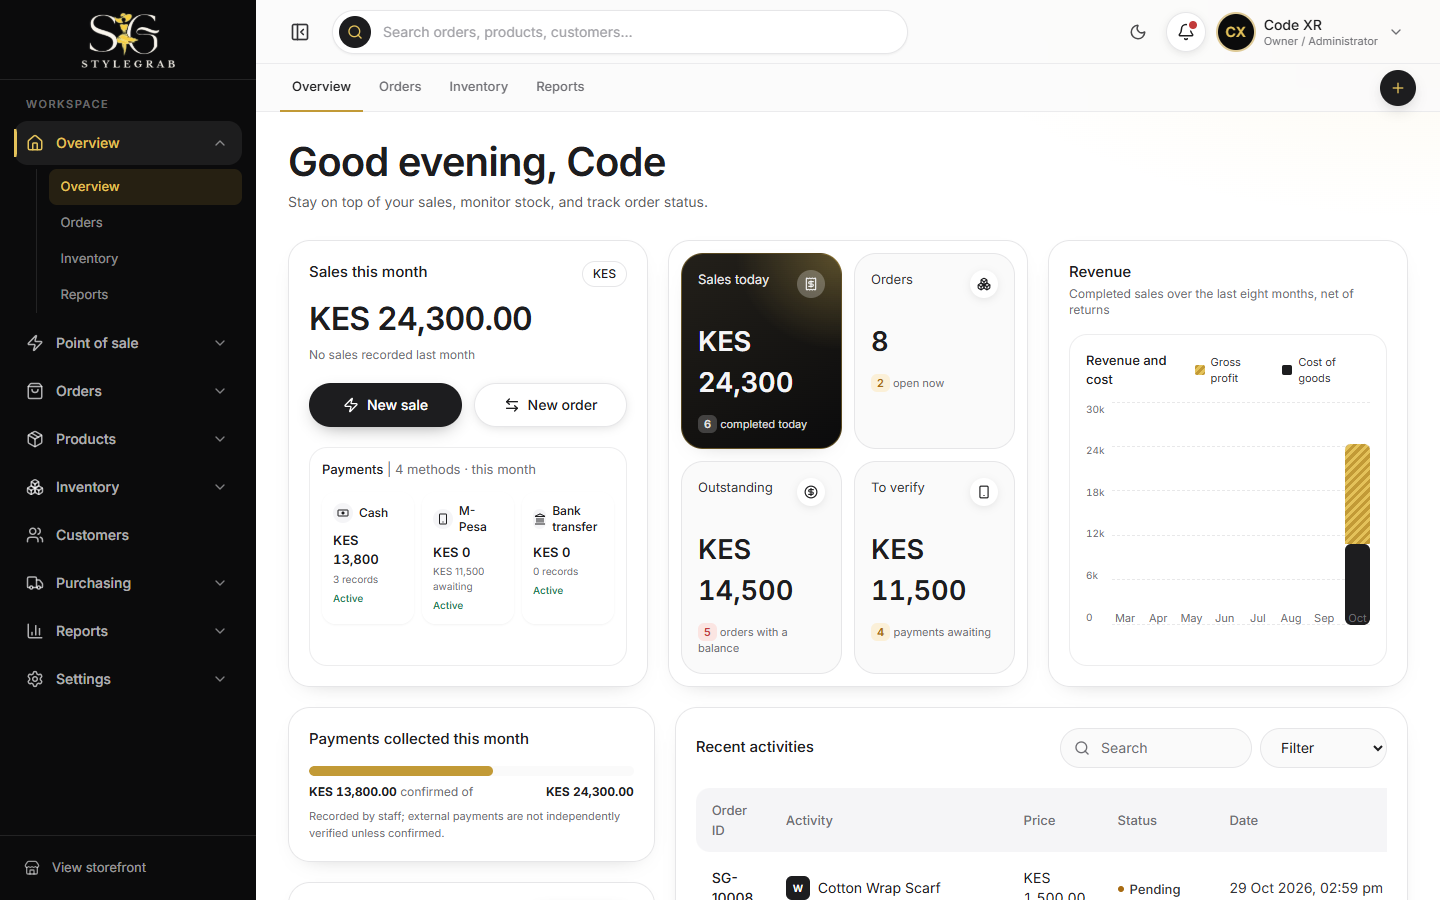 SG
STYLEGRAB
WORKSPACE
Overview
Overview
Orders
Inventory
Reports
Point of sale
Orders
Products
Inventory
Customers
Purchasing
Reports
Settings
View storefront
Search orders, products, customers...
CX
Code XR
Owner / Administrator
Overview
Orders
Inventory
Reports
Good evening, Code
Stay on top of your sales, monitor stock, and track order status.
Sales this month
KES
KES 24,300.00
No sales recorded last month
New sale
New order
Payments | 4 methods · this month
Cash
KES
13,800
3 records
Active
M-
Pesa
KES 0
KES 11,500
awaiting
Active
Bank
transfer
KES 0
0 records
Active
Sales today
KES
24,300
6 completed today
Orders
8
2 open now
Outstanding
KES
14,500
5 orders with a
balance
To verify
KES
11,500
4 payments awaiting
Revenue
Completed sales over the last eight months, net of
returns
Revenue and
cost
Gross
profit
Cost of
goods
30k
24k
18k
12k
6k
0
Mar Apr May Jun Jul Aug Sep Oct
Payments collected this month
KES 13,800.00 confirmed of
KES 24,300.00
Recorded by staff; external payments are not independently
verified unless confirmed.
Recent activities
Search
Filter
Order
ID
Activity
Price
Status
Date
SG-
10008
W
Cotton Wrap Scarf
KES
1,500.00
Pending
29 Oct 2026, 02:59 pm